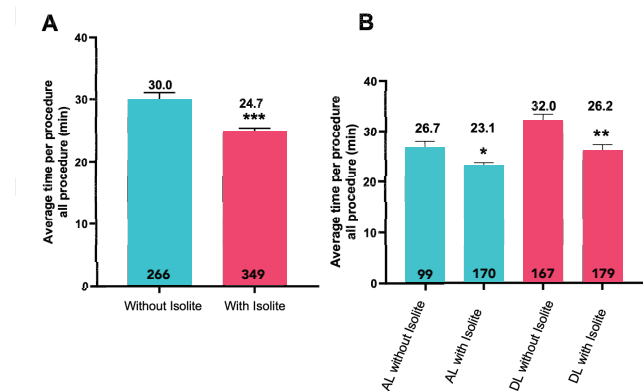 A
Average time per procedure
all procedure (min)
40
30
20
10
0
30.0
24.7
***
266
349
Without Isolite
With Isolite
B
Average time per procedure
all procedure (min)
40
30
20
10
0
26.7
23.1
*
32.0
26.2
**
99
170
167
179
AL without Isolite
AL with Isolite
DL without Isolite
DL with Isolite